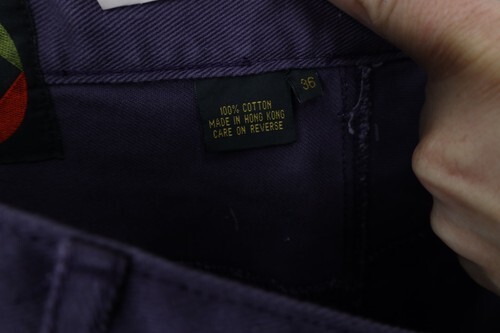 36
100% COTTON
MADE IN HONG KONG
CARE ON REVERSE